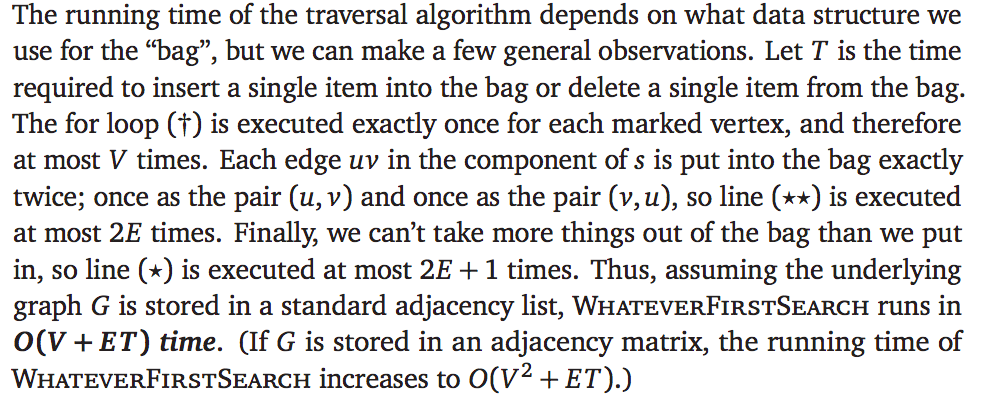 The running time of the traversal algorithm depends on what data structure we
use for the “bag”, but we can make a few general observations. Let T is the time
required to insert a single item into the bag or delete a single item from the bag.
The for loop (†) is executed exactly once for each marked vertex, and therefore
at most V times. Each edge uv in the component of s is put into the bag exactly
twice; once as the pair (u, v) and once as the pair (v, u), so line (⋆⋆) is executed
at most 2E times. Finally, we can’t take more things out of the bag than we put
in, so line (⋆) is executed at most 2E + 1 times. Thus, assuming the underlying
graph G is stored in a standard adjacency list, WHATEVERFIRSTSEARCH runs in
O(V + ET) time. (If G is stored in an adjacency matrix, the running time of
WHATEVERFIRSTSEARCH increases to O(V² + ET).)